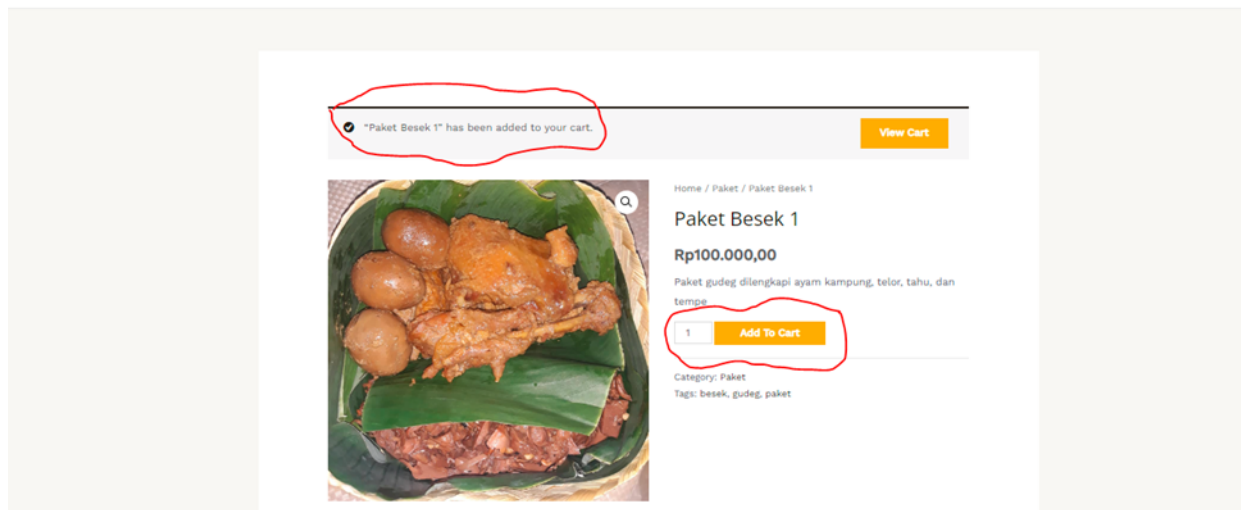 "Paket Besek 1" has been added to your cart.
View Cart
Home / Paket / Paket Besek 1
Paket Besek 1
Rp100.000,00
Paket gudeg dilengkapi ayam kampung, telor, tahu, dan
tempe
1
Add To Cart
Category: Paket
Tags: besek, gudeg, paket